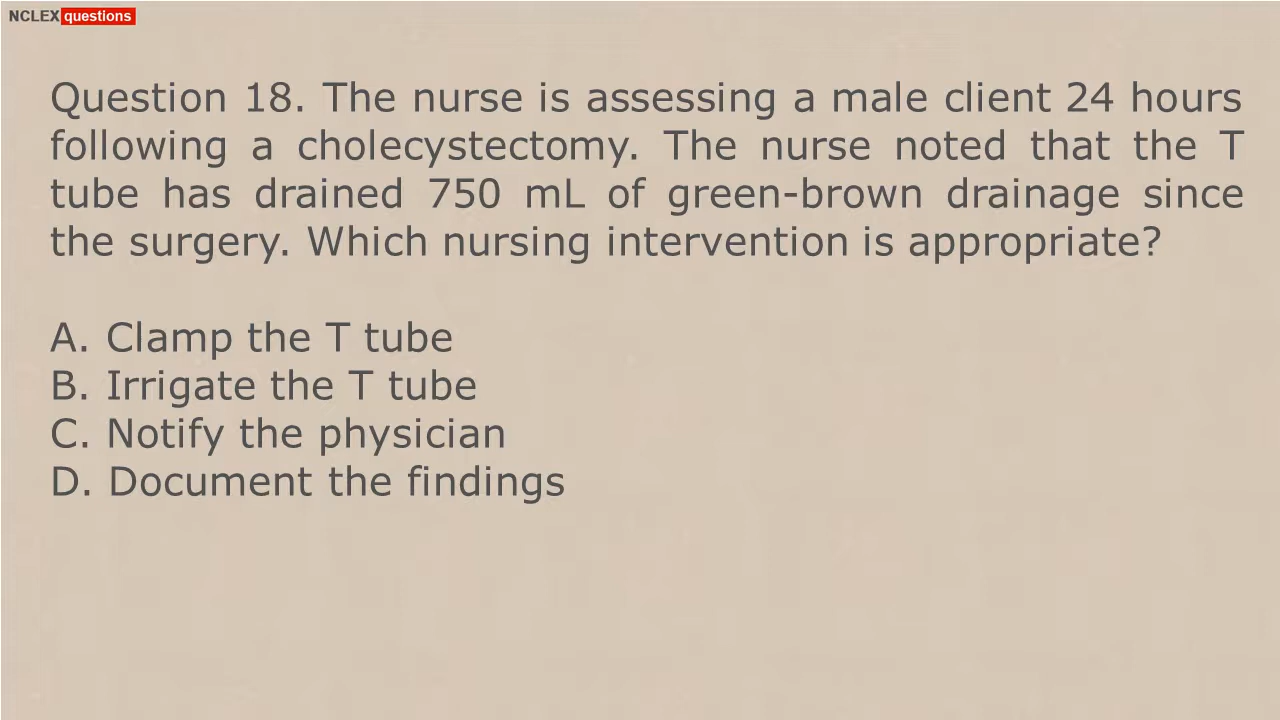 NCLEX questions
Question 18. The nurse is assessing a male client 24 hours
following a cholecystectomy. The nurse noted that the T
tube has drained 750 mL of green-brown drainage since
the surgery. Which nursing intervention is appropriate?
A. Clamp the T tube
B. Irrigate the T tube
C. Notify the physician
D. Document the findings